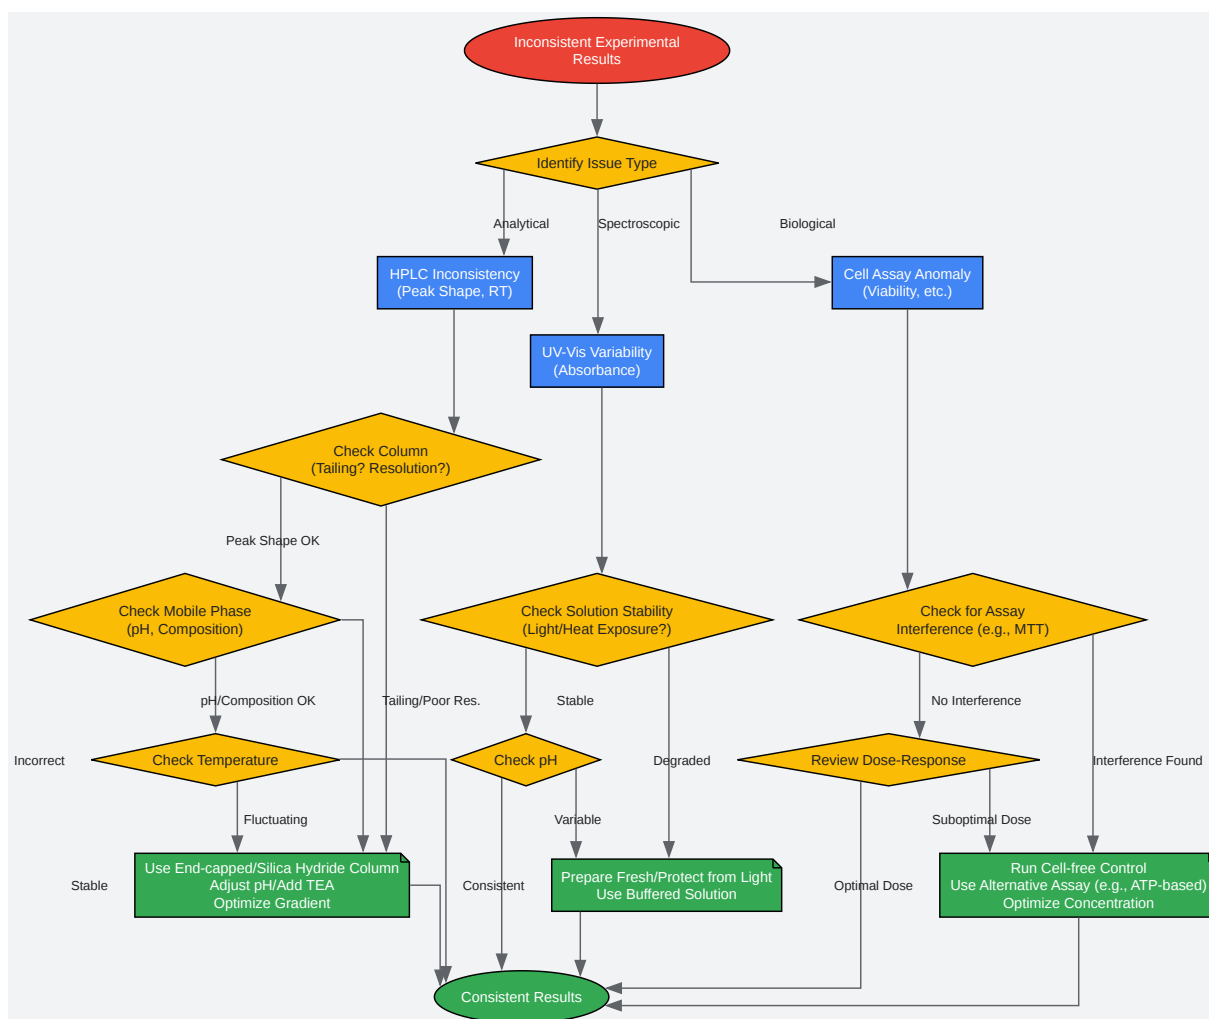 Inconsistent Experimental
Results
Identify Issue Type
Analytical
Spectroscopic
Biological
HPLC Inconsistency
(Peak Shape, RT)
Cell Assay Anomaly
(Viability, etc.)
UV-Vis Variability
(Absorbance)
Check Column
(Tailing? Resolution?)
Peak Shape OK
Check Mobile Phase
(pH, Composition)
Check Solution Stability
(Light/Heat Exposure?)
Check for Assay
Interference (e.g., MTT)
pH/Composition OK
Tailing/Poor Res.
Stable
No Interference
Incorrect
Check Temperature
Check pH
Degraded
Review Dose-Response
Interference Found
Fluctuating
Variable
Suboptimal Dose
Stable
Use End-capped/Silica Hydride Column
Adjust pH/Add TEA
Optimize Gradient
Consistent
Prepare Fresh/Protect from Light
Use Buffered Solution
Optimal Dose
Run Cell-free Control
Use Alternative Assay (e.g., ATP-based)
Optimize Concentration
Consistent Results